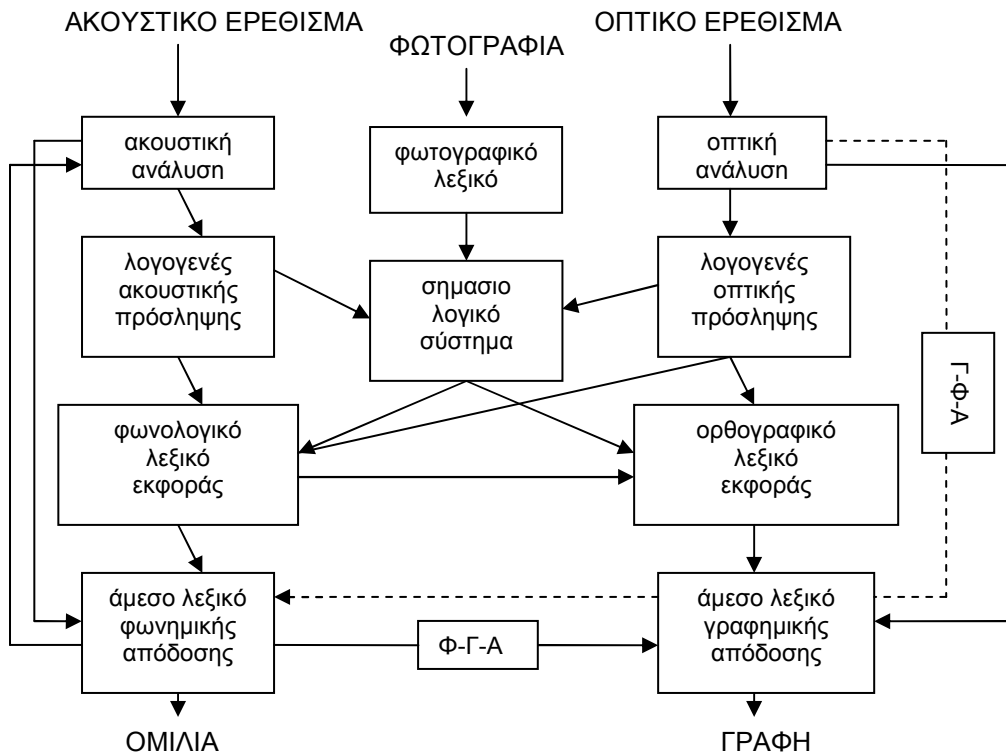 ΑΚΟΥΣΤΙΚΟ ΕΡΕΘΙΣΜΑ
ΦΩΤΟΓΡΑΦΙΑ
ΟΠΤΙΚΟ ΕΡΕΘΙΣΜΑ
ακουστική
ανάλυση
φωτογραφικό
λεξικό
οπτική
ανάλυση
λογογενές
ακουστικής
πρόσληψης
σημασιο
λογικό
σύστημα
λογογενές
οπτικής
πρόσληψης
Γ-Φ-Α
φωνολογικό
λεξικό
εκφοράς
ορθογραφικό
λεξικό
εκφοράς
άμεσο λεξικό
φωνημικής
απόδοσης
Φ-Γ-Α
άμεσο λεξικό
γραφημικής
απόδοσης
ΟΜΙΛΙΑ
ΓΡΑΦΗ